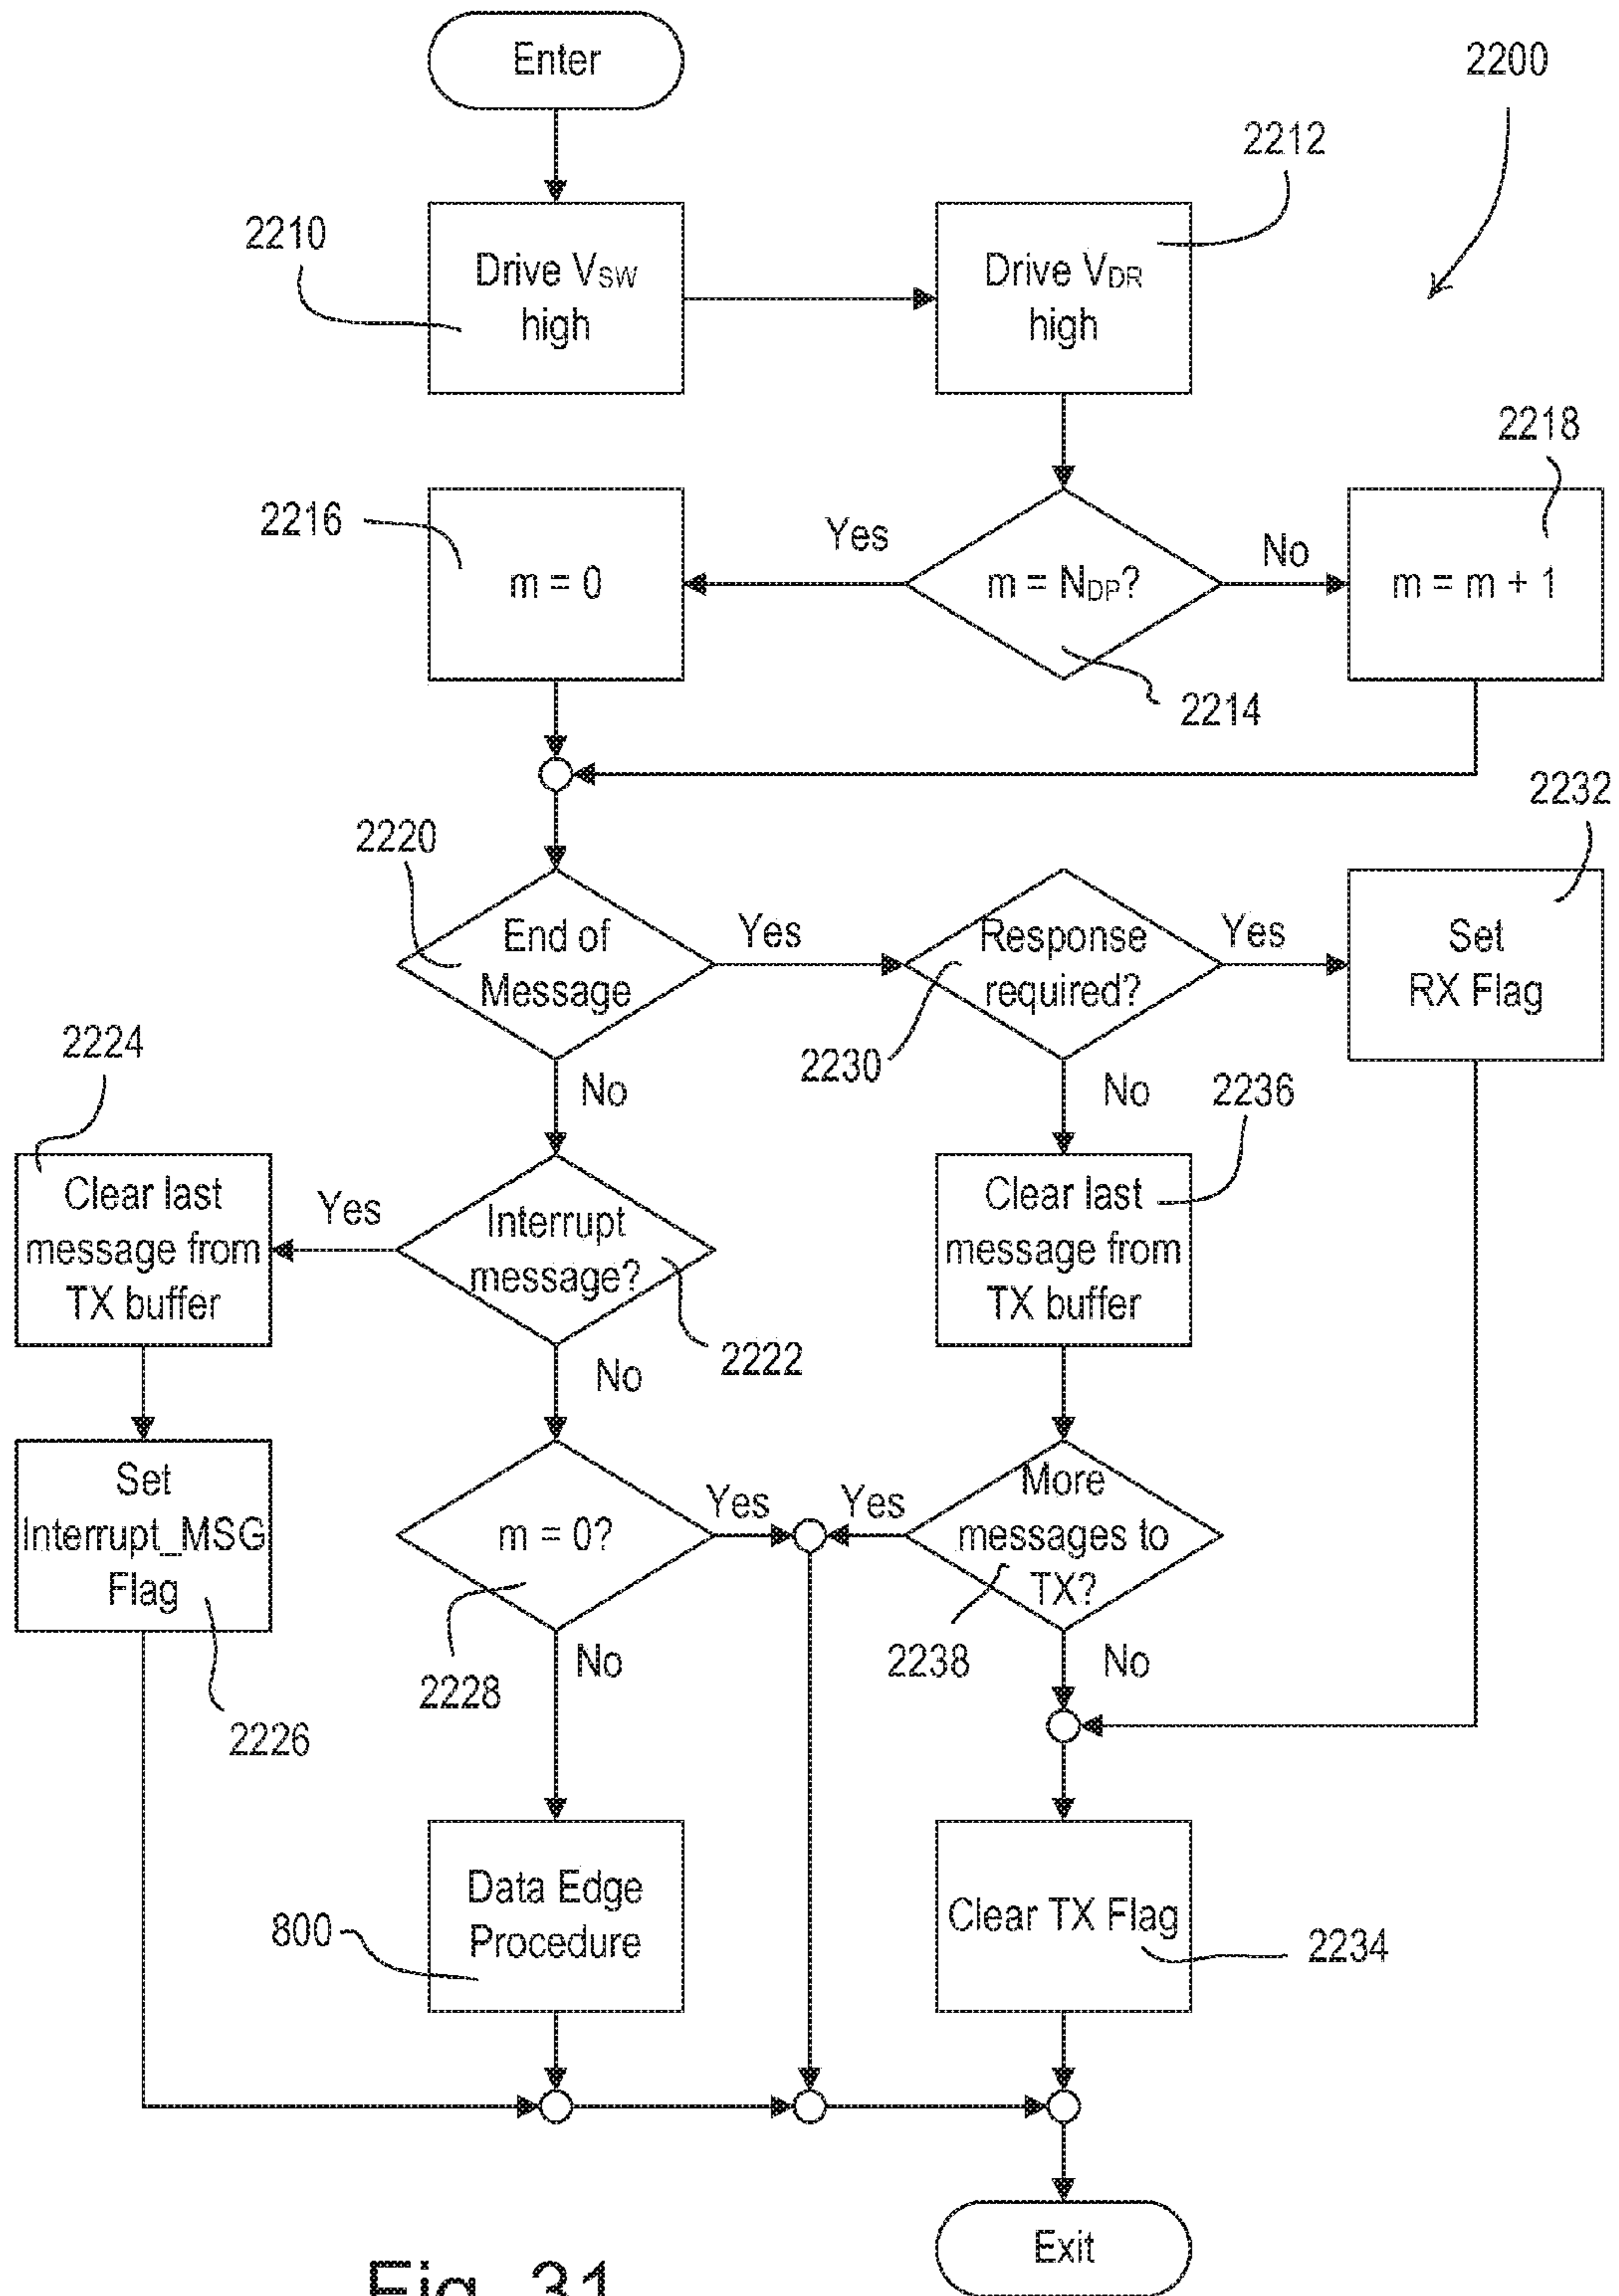 Enter
2200
2212
2210
Drive VSW
high
Drive VDR
high
2218
2216
Yes
No
m = 0
m = NDP?
m = m + 1
2214
2232
2220
End of
Message
Yes
Response
required?
Yes
Set
RX Flag
2224
2230
No
No
2236
Clear last
message from
TX buffer
Yes
Interrupt
message?
Clear last
message from
TX buffer
2222
No
Set
Interrupt_MSG
Flag
m = 0?
Yes
Yes
More
messages to
TX?
2228
No
2238
No
2226
Data Edge
Procedure
800
Clear TX Flag
2234
Exit
Fig. 31